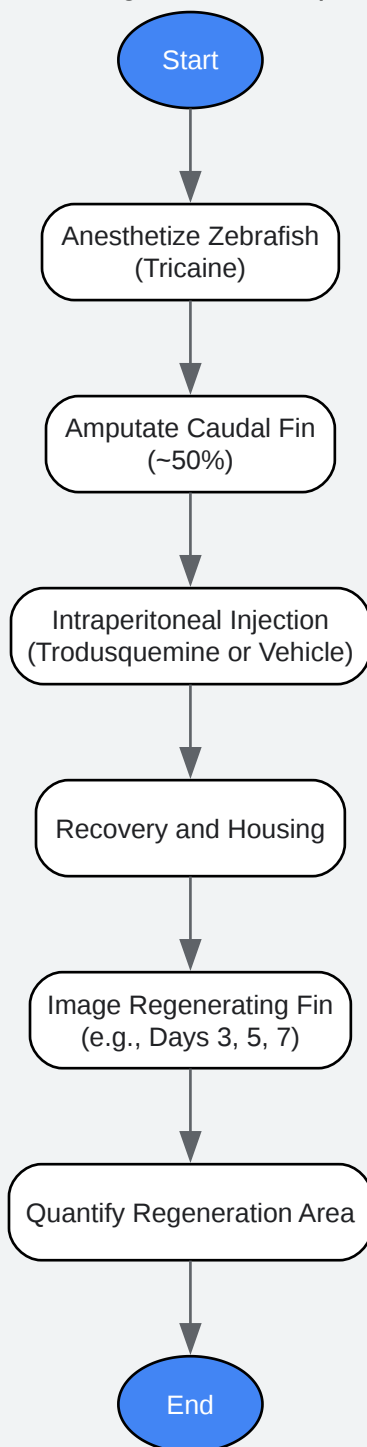 Start
Anesthetize Zebrafish
(Tricaine)
Amputate Caudal Fin
(~50%)
Intraperitoneal Injection
(Trodusquemine or Vehicle)
Recovery and Housing
Image Regenerating Fin
(e.g., Days 3, 5, 7)
Quantify Regeneration Area
End